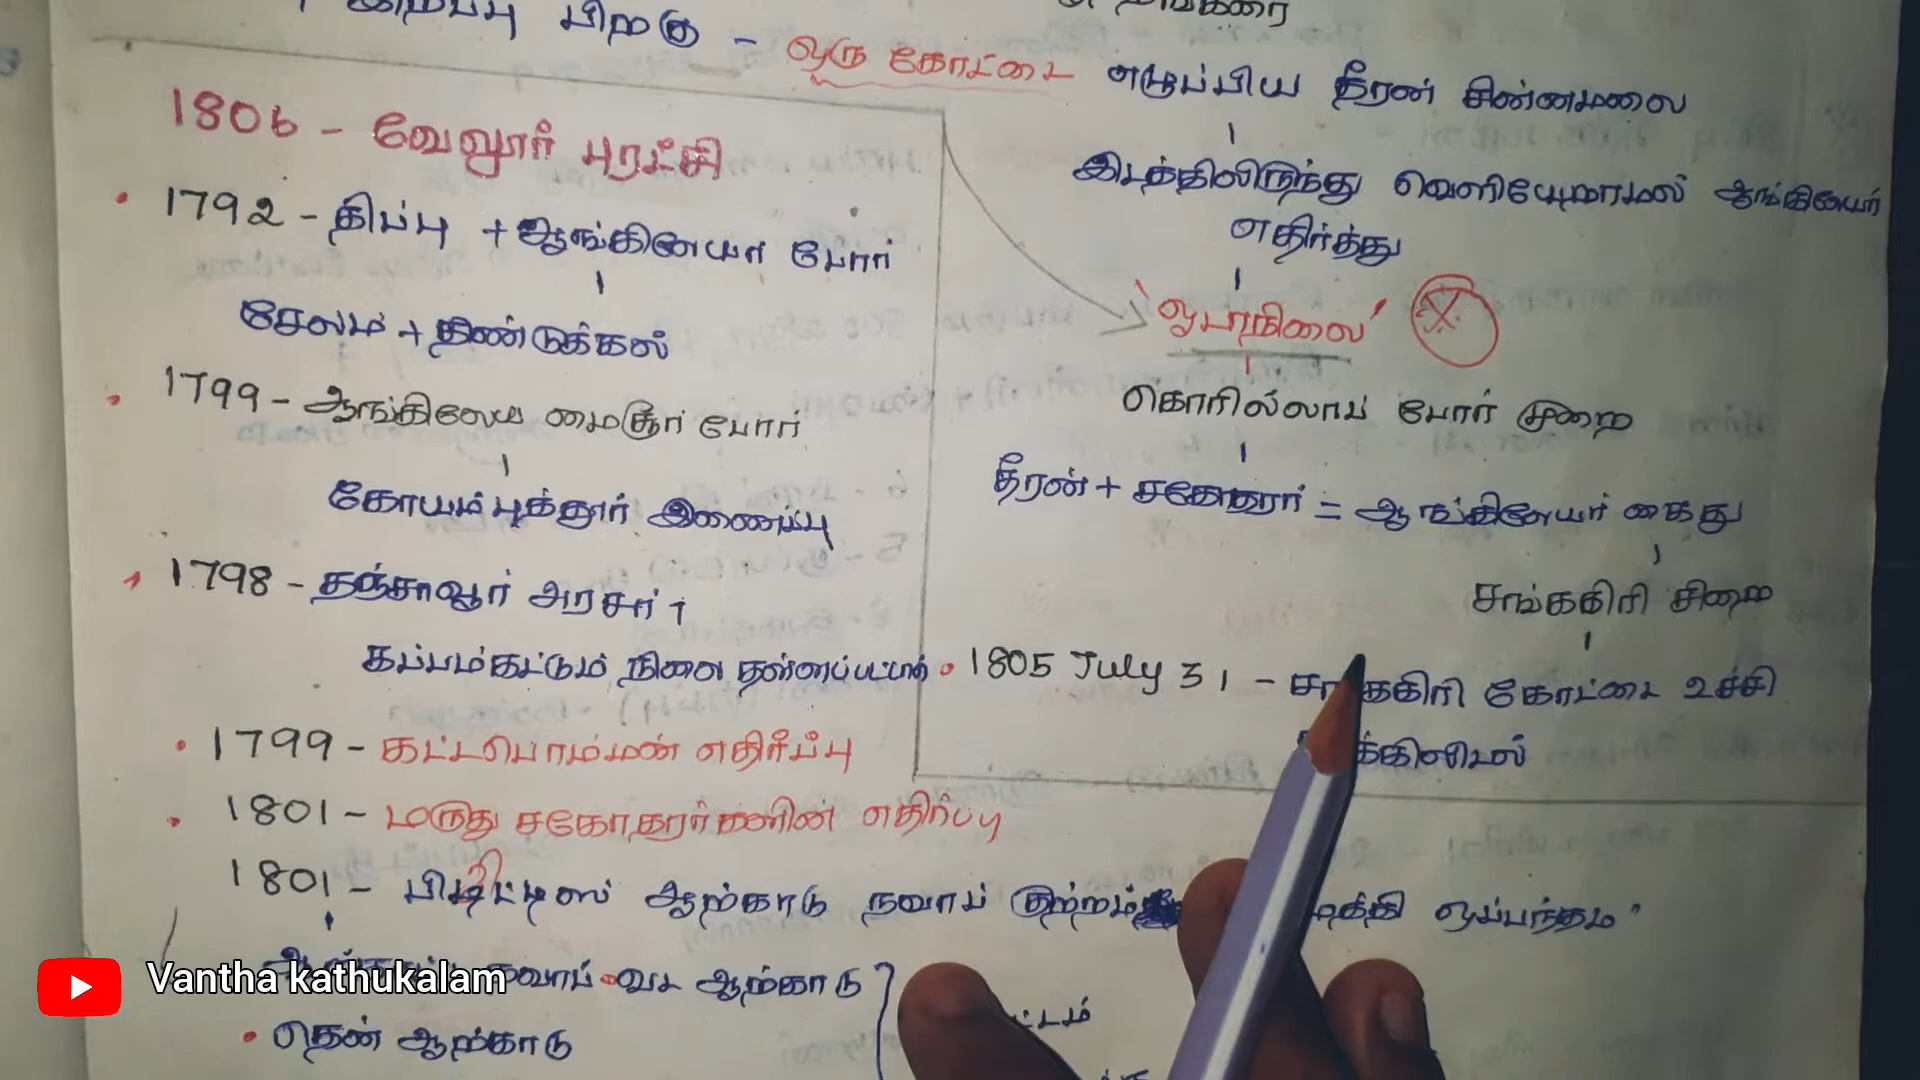 பிறகு - ஒரு கோட்டை எழுப்பிய தீரன் சின்னமலை
இடத்திலிருந்து வெளியேறாமல் ஆங்கிலேயர்
எதிர்த்து
'ஓடாநிலை'
கொரில்லாப் போர் முறை
தீரன் + சகோதரர் = ஆங்கிலேயர் கைது
சங்ககிரி சிறை
• 1805 July 31 - கோட்டை உச்சி
1806 - வேலூர் புரட்சி
• 1792 - திப்பு + ஆங்கிலேயர் போர்
சேலம் + திண்டுக்கல்
• 1799 - ஆங்கிலேய மைசூர் போர்
கோயம்புத்தூர் இணைப்பு
• 1798 - தஞ்சாவூர் அரசர்
கப்பம்கட்டும் நிலை தள்ளப்பட்டார்
• 1799 - கட்டபொம்மன் எதிர்ப்பு
• 1801 - மருது சகோதரர்களின் எதிர்ப்பு
1801 - ஆற்காடு நவாப் ஒப்பந்தம்
வட ஆற்காடு
• தென் ஆற்காடு
Vantha kathukalam